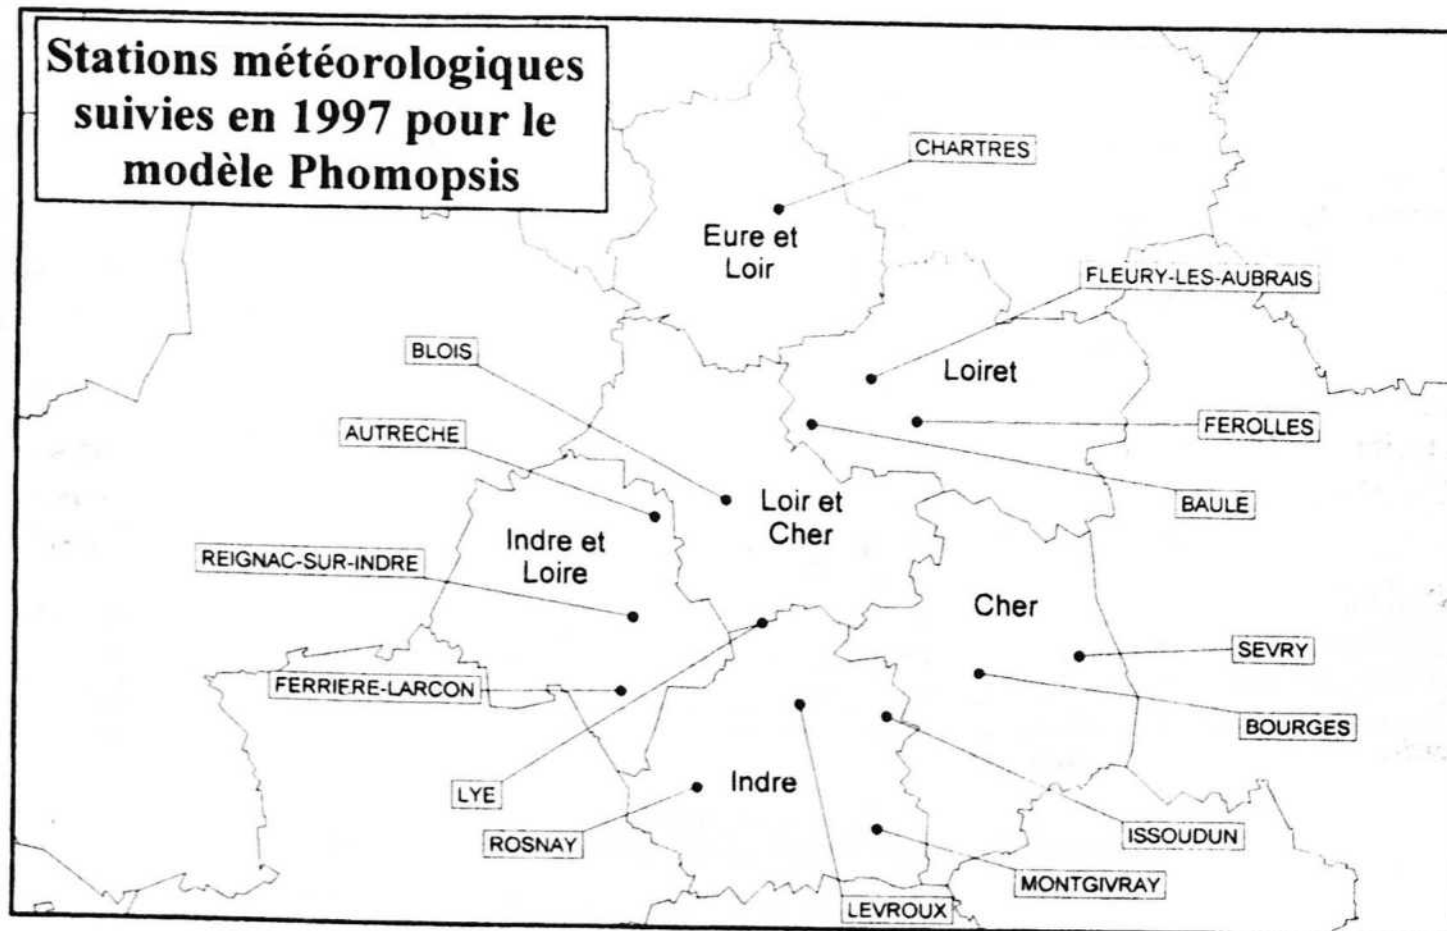 Stations météorologiques
suivies en 1997 pour le
modèle Phomopsis
CHARTRES
Eure et
Loir
FLEURY-LES-AUBRAIS
BLOIS
Loiret
AUTRECHE
FEROLLES
BAULE
Loir et
Cher
Indre et
Loire
REIGNAC-SUR-INDRE
Cher
SEVRY
FERRIERE-LARCON
BOURGES
LYE
Indre
ROSNAY
ISSOUDUN
MONTGIVRAY
LEVROUX